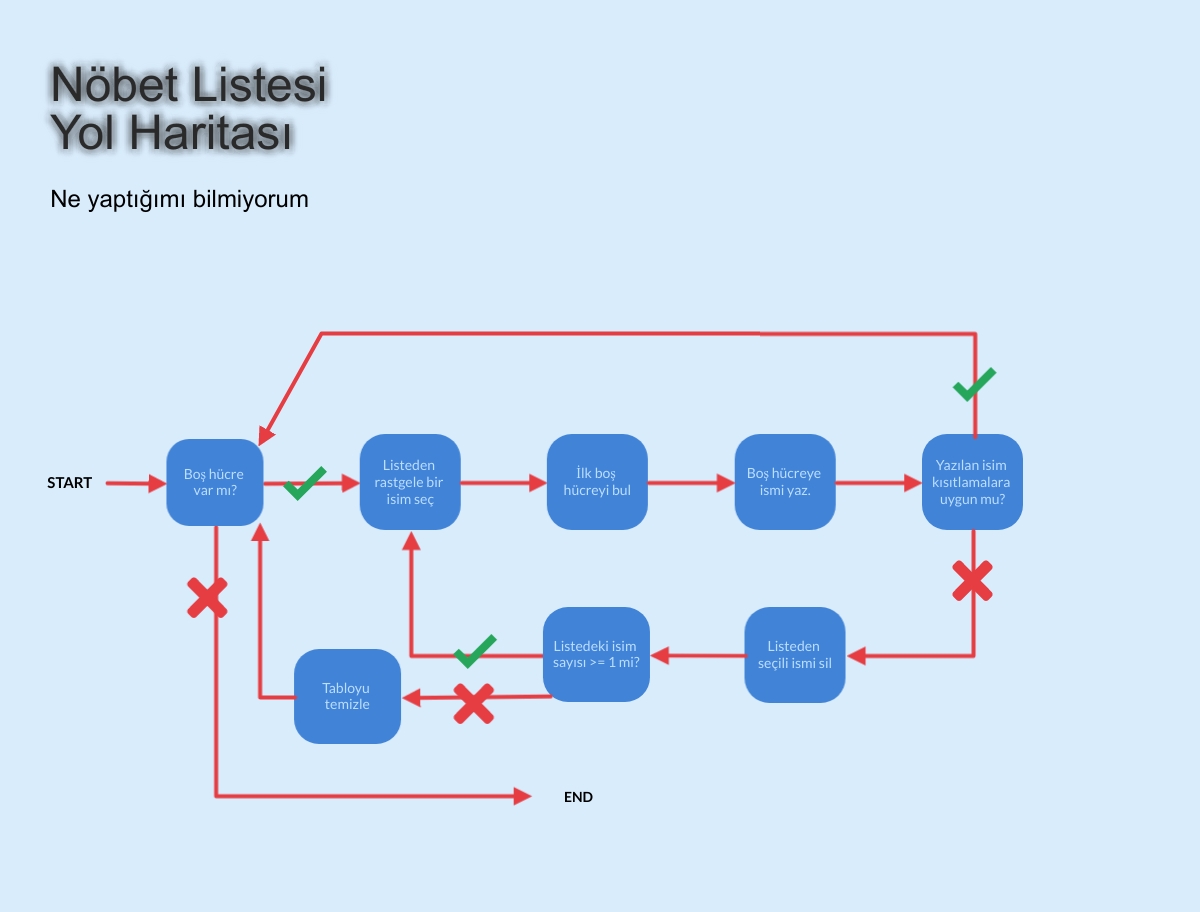 Nöbet Listesi
Yol Haritası
Ne yaptığımı bilmiyorum
START
Boş hücre
var mı?
Listeden
rastgele bir
isim seç
İlk boş
hücreyi bul
Boş hücreye
ismi yaz.
Yazılan isim
kısıtlamalara
uygun mu?
Listeden
seçili ismi sil
Listedeki isim
sayısı >= 1 mi?
Tabloyu
temizle
END